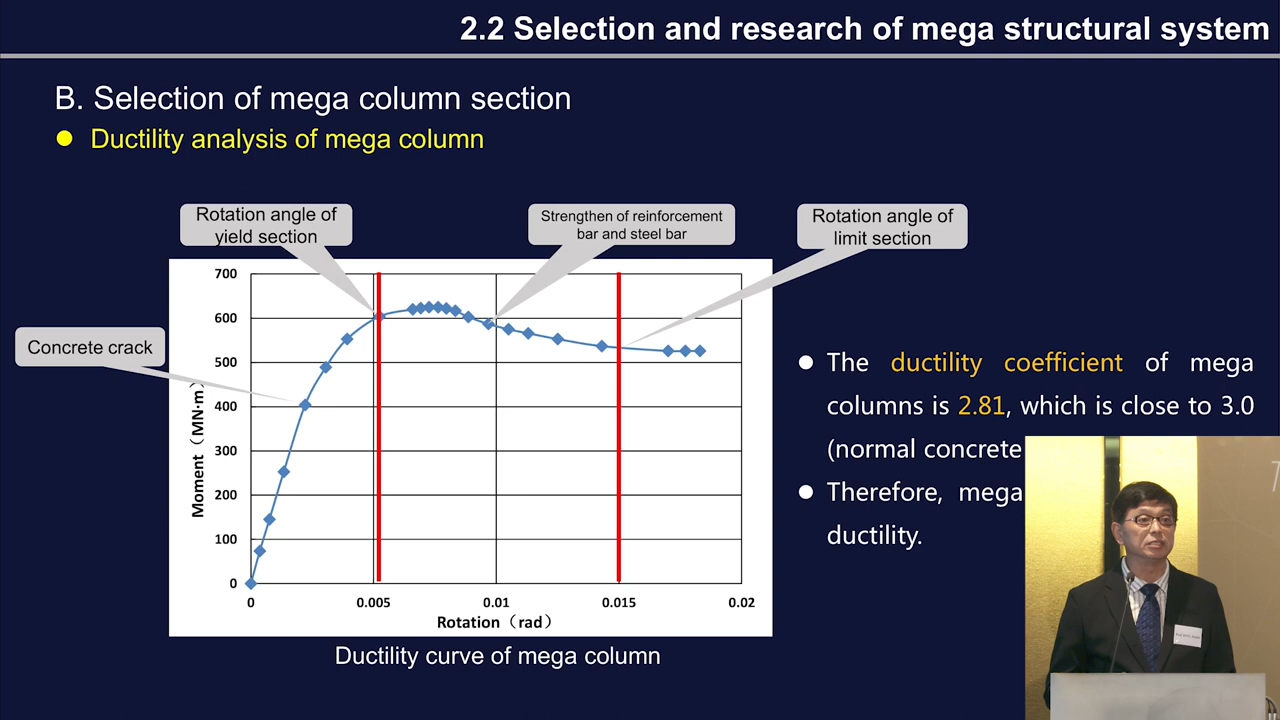 2.2 Selection and research of mega structural system
B. Selection of mega column section
● Ductility analysis of mega column
Rotation angle of
yield section
Strengthen of reinforcement
bar and steel bar
Rotation angle of
limit section
Concrete crack
700
600
500
400
300
200
100
0
Moment（MN·m）
0 0.005 0.01 0.015 0.02
Rotation（rad）
Ductility curve of mega column
● The ductility coefficient of mega
columns is 2.81, which is close to 3.0
(normal concrete
● Therefore, mega
ductility.